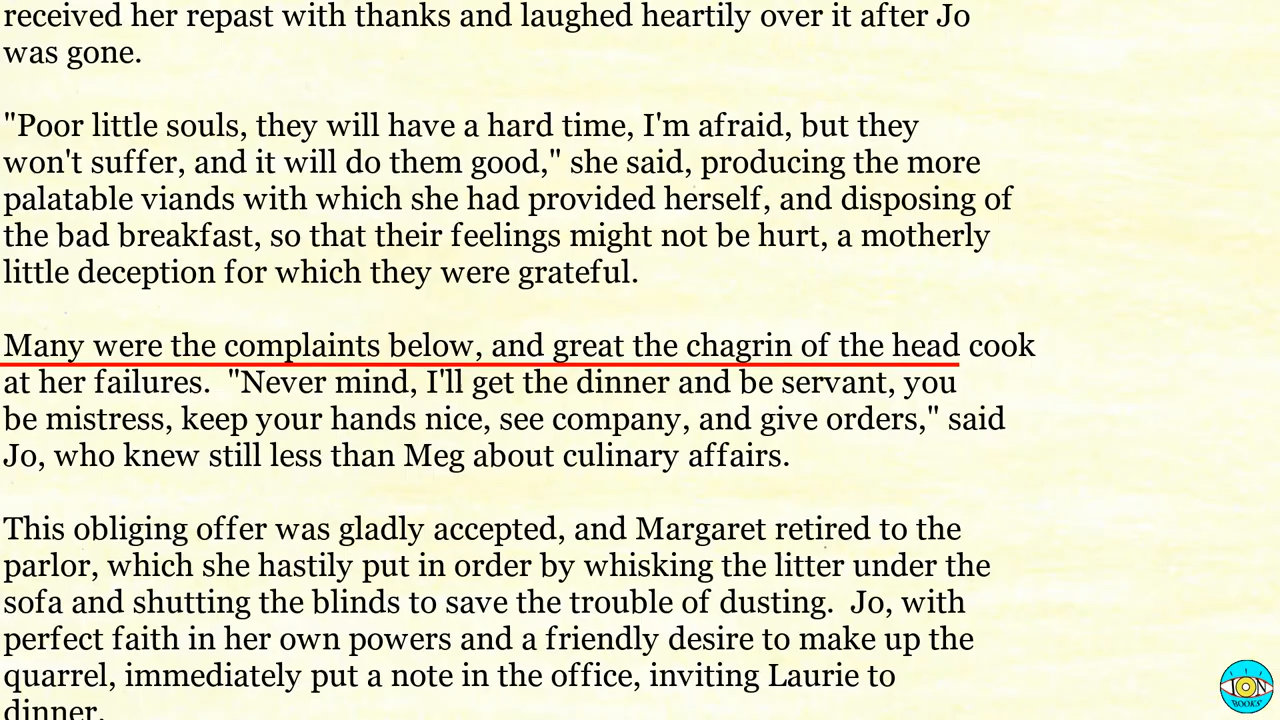 received her repast with thanks and laughed heartily over it after Jo
was gone.
"Poor little souls, they will have a hard time, I'm afraid, but they
won't suffer, and it will do them good," she said, producing the more
palatable viands with which she had provided herself, and disposing of
the bad breakfast, so that their feelings might not be hurt, a motherly
little deception for which they were grateful.
Many were the complaints below, and great the chagrin of the head cook
at her failures.  "Never mind, I'll get the dinner and be servant, you
be mistress, keep your hands nice, see company, and give orders," said
Jo, who knew still less than Meg about culinary affairs.
This obliging offer was gladly accepted, and Margaret retired to the
parlor, which she hastily put in order by whisking the litter under the
sofa and shutting the blinds to save the trouble of dusting.  Jo, with
perfect faith in her own powers and a friendly desire to make up the
quarrel, immediately put a note in the office, inviting Laurie to
dinner.
ION
BOOKS